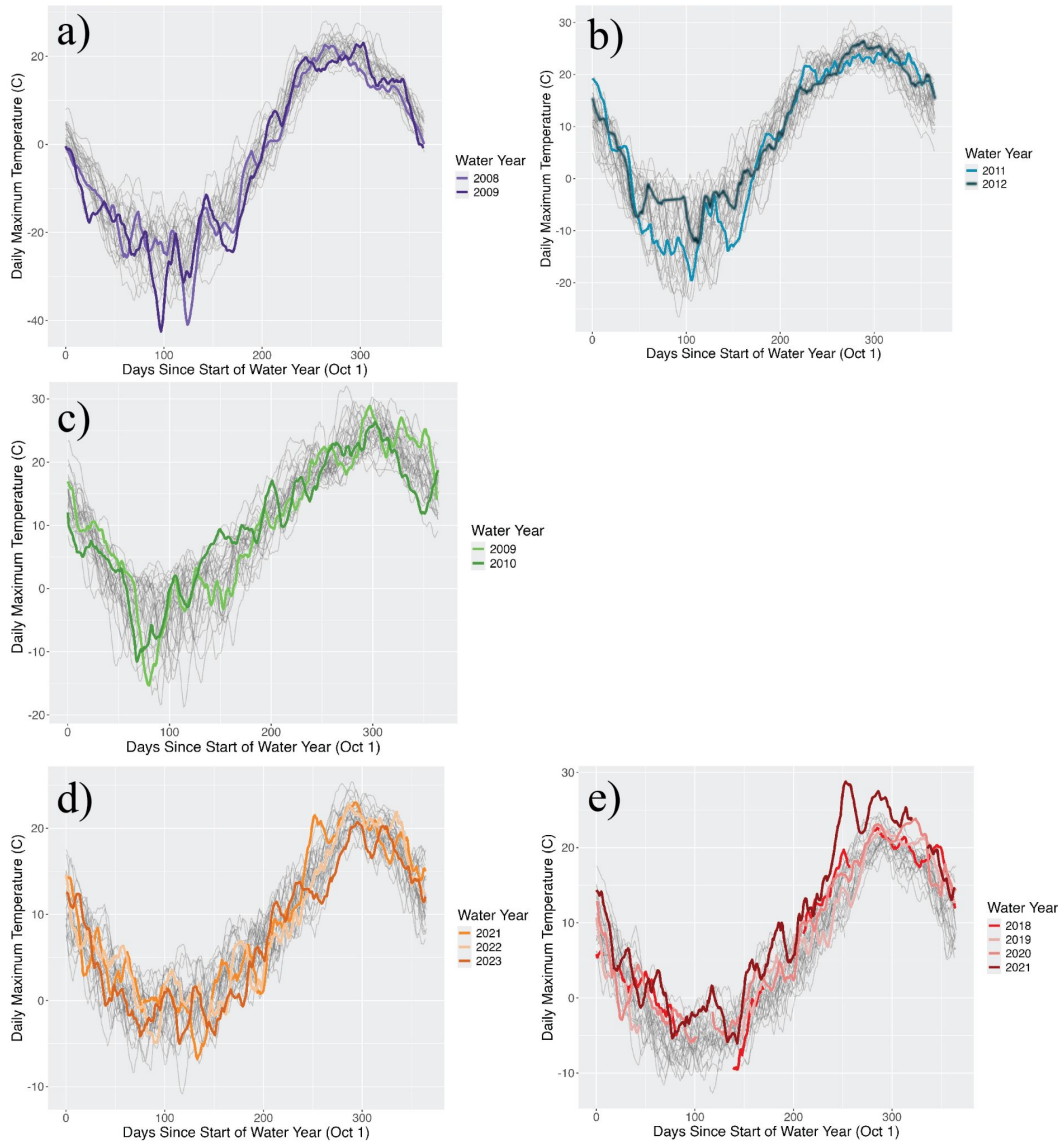 a)
Daily Maximum Temperature (C)
20
0
-20
-40
0
100
200
300
Days Since Start of Water Year (Oct 1)
Water Year
2008
2009
b)
Daily Maximum Temperature (C)
30
20
10
0
-10
-20
0
100
200
300
Days Since Start of Water Year (Oct 1)
Water Year
2011
2012
c)
Daily Maximum Temperature (C)
30
20
10
0
-10
-20
0
100
200
300
Days Since Start of Water Year (Oct 1)
Water Year
2009
2010
d)
Daily Maximum Temperature (C)
20
10
0
-10
0
100
200
300
Days Since Start of Water Year (Oct 1)
Water Year
2021
2022
2023
e)
Daily Maximum Temperature (C)
30
20
10
0
-10
0
100
200
300
Days Since Start of Water Year (Oct 1)
Water Year
2018
2019
2020
2021